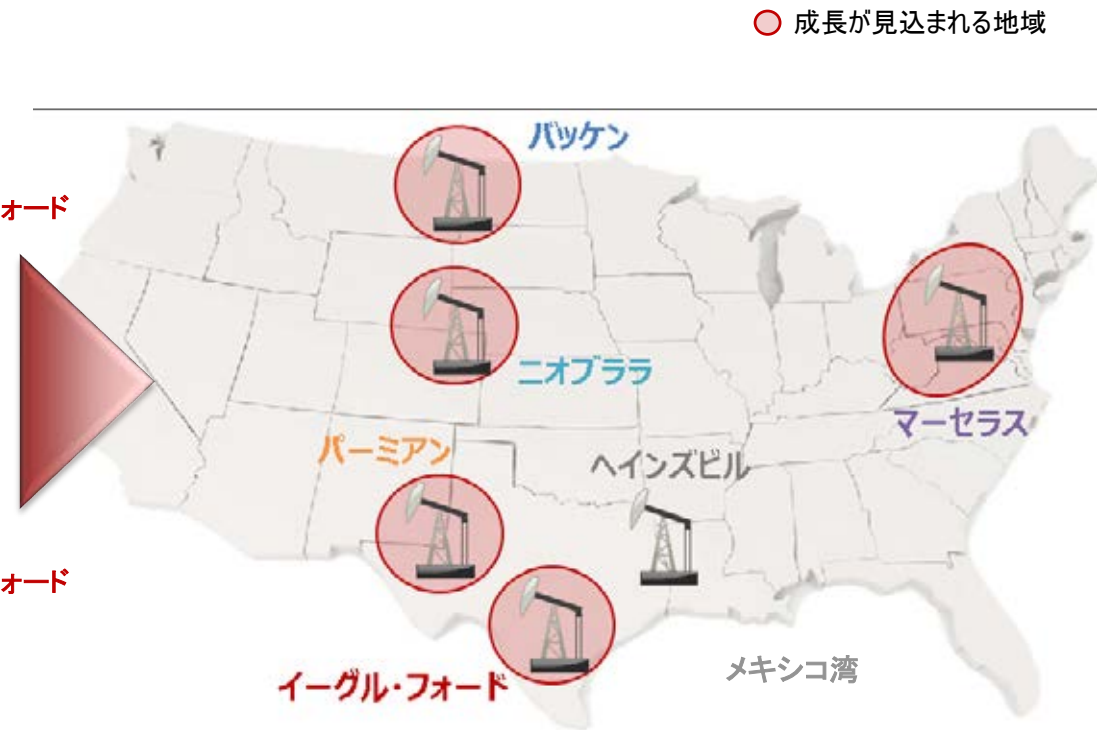 成長が見込まれる地域
バッケン
ォード
ニオブララ
マーセラス
パーミアン
ヘインズビル
ォード
メキシコ湾
イーグル・フォード